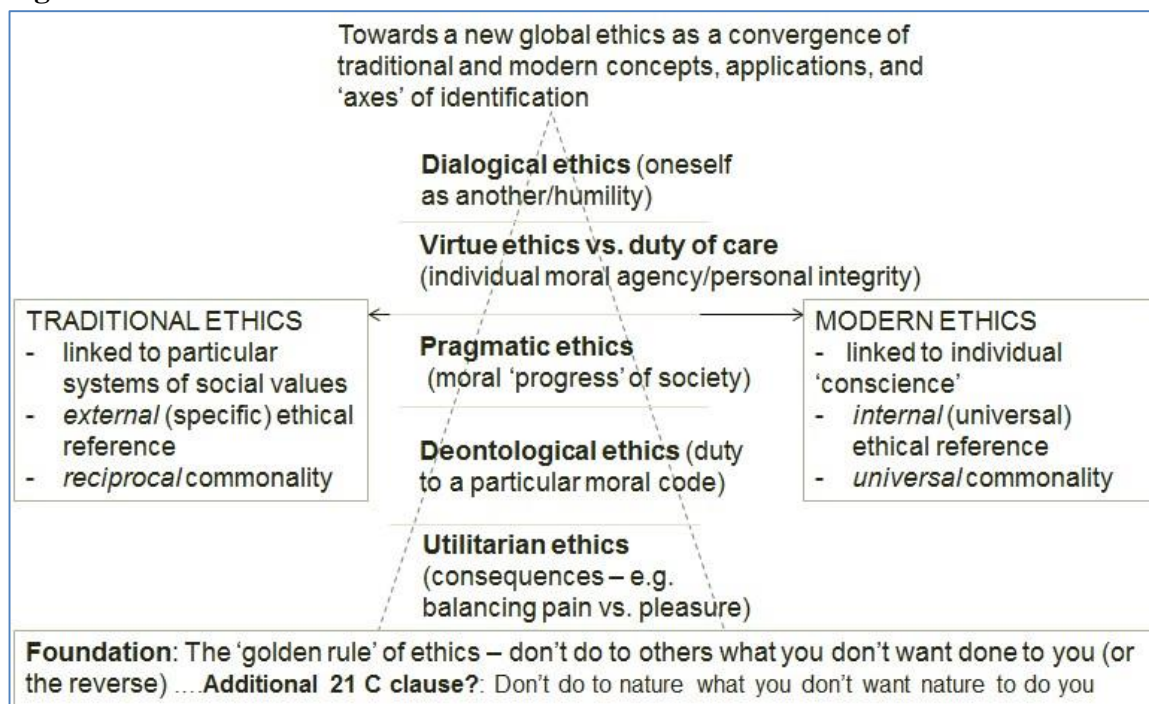 Towards a new global ethics as a convergence of
traditional and modern concepts, applications, and
‘axes’ of identification
Dialogical ethics (oneself
as another/humility)
Virtue ethics vs. duty of care
(individual moral agency/personal integrity)
TRADITIONAL ETHICS
- linked to particular
systems of social values
- external (specific) ethical
reference
- reciprocal commonality
Pragmatic ethics
(moral ‘progress’ of society)
Deontological ethics (duty
to a particular moral code)
Utilitarian ethics
(consequences – e.g.
balancing pain vs. pleasure)
MODERN ETHICS
- linked to individual
‘conscience’
- internal (universal)
ethical reference
- universal commonality
Foundation: The ‘golden rule’ of ethics – don’t do to others what you don’t want done to you (or
the reverse) ....Additional 21 C clause?: Don’t do to nature what you don’t want nature to do you